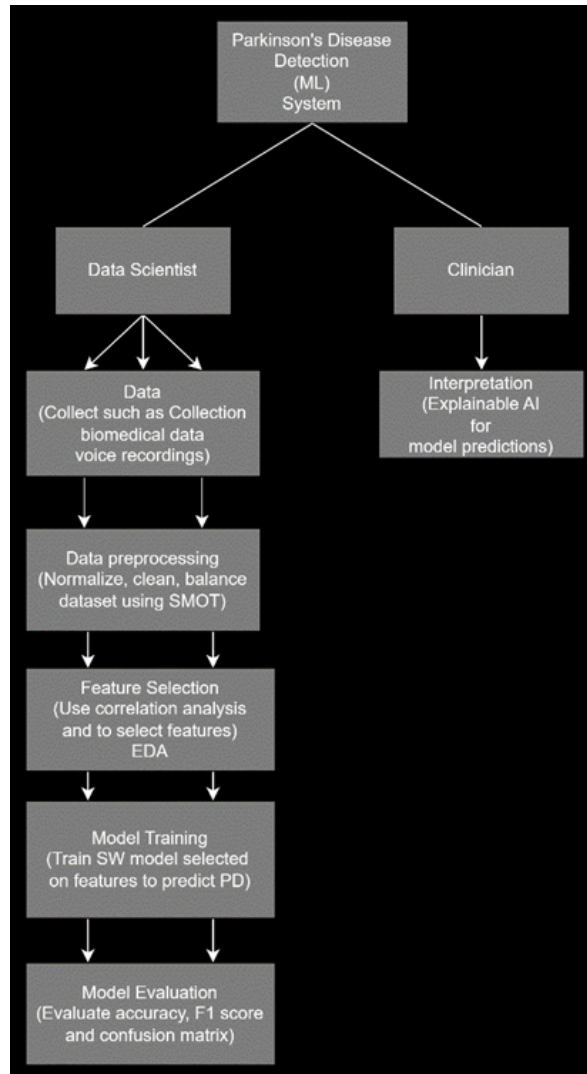 Parkinson's Disease
Detection
(ML)
System
Data Scientist
Clinician
Data
(Collect such as Collection
biomedical data
voice recordings)
Interpretation
(Explainable AI
for
model predictions)
Data preprocessing
(Normalize, clean, balance
dataset using SMOT)
Feature Selection
(Use correlation analysis
and to select features)
EDA
Model Training
(Train SW model selected
on features to predict PD)
Model Evaluation
(Evaluate accuracy, F1 score
and confusion matrix)